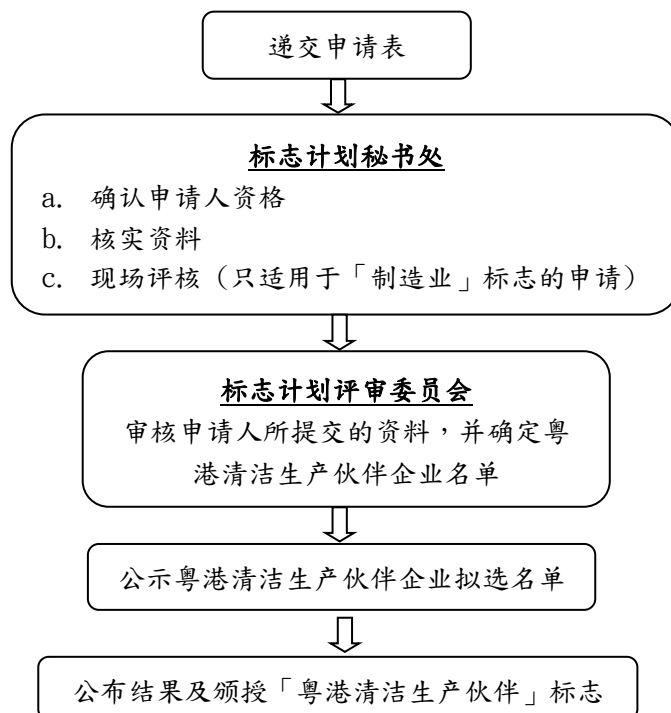 递交申请表
标志计划秘书处
a. 确认申请人资格
b. 核实资料
c. 现场评核（只适用于「制造业」标志的申请）
标志计划评审委员会
审核申请人所提交的资料，并确定粤
港清洁生产伙伴企业名单
公示粤港清洁生产伙伴企业拟选名单
公布结果及颁授「粤港清洁生产伙伴」标志